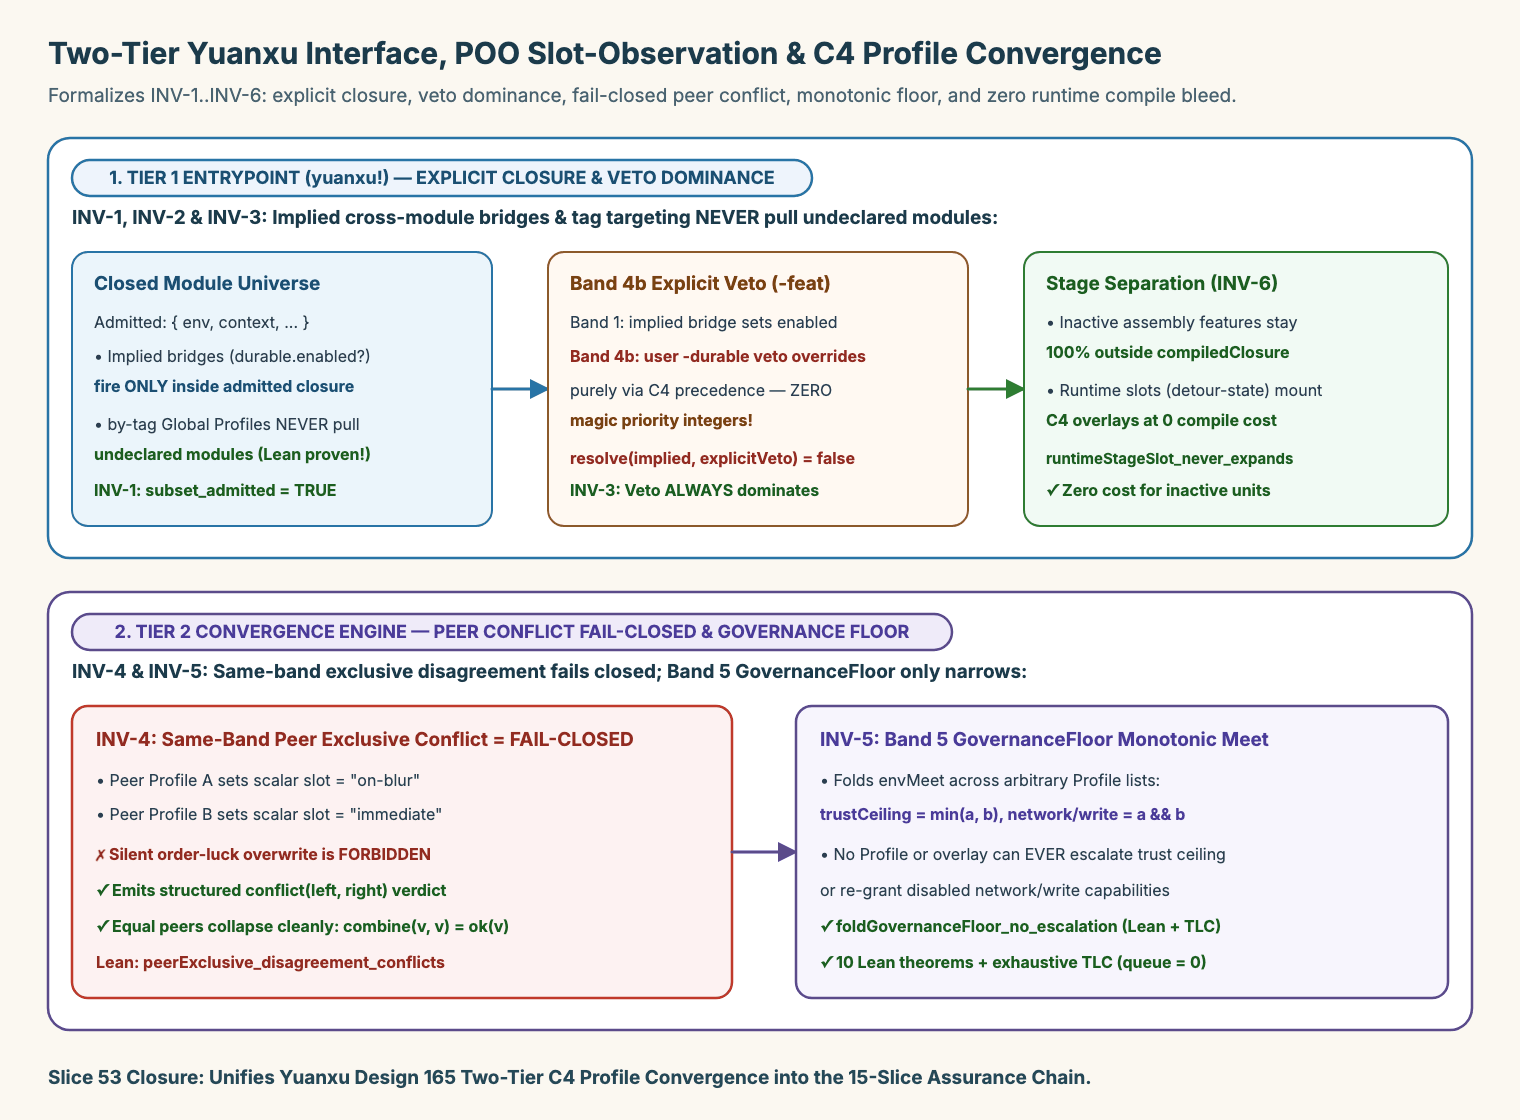 Two-Tier Yuanxu Interface, POO Slot-Observation & C4 Profile Convergence
Formalizes INV-1..INV-6: explicit closure, veto dominance, fail-closed peer conflict, monotonic floor, and zero runtime compile bleed.
1. TIER 1 ENTRYPOINT (yuanxu!) — EXPLICIT CLOSURE & VETO DOMINANCE
INV-1, INV-2 & INV-3: Implied cross-module bridges & tag targeting NEVER pull undeclared modules:
Closed Module Universe
Admitted: { env, context, ... }
• Implied bridges (durable.enabled?)
fire ONLY inside admitted closure
• by-tag Global Profiles NEVER pull
undeclared modules (Lean proven!)
INV-1: subset_admitted = TRUE
Band 4b Explicit Veto (-feat)
Band 1: implied bridge sets enabled
Band 4b: user -durable veto overrides
purely via C4 precedence — ZERO
magic priority integers!
resolve(implied, explicitVeto) = false
INV-3: Veto ALWAYS dominates
Stage Separation (INV-6)
• Inactive assembly features stay
100% outside compiledClosure
• Runtime slots (detour-state) mount
C4 overlays at 0 compile cost
runtimeStageSlot_never_expands
✓Zero cost for inactive units
2. TIER 2 CONVERGENCE ENGINE — PEER CONFLICT FAIL-CLOSED & GOVERNANCE FLOOR
INV-4 & INV-5: Same-band exclusive disagreement fails closed; Band 5 GovernanceFloor only narrows:
INV-4: Same-Band Peer Exclusive Conflict = FAIL-CLOSED
• Peer Profile A sets scalar slot = "on-blur"
• Peer Profile B sets scalar slot = "immediate"
✗ Silent order-luck overwrite is FORBIDDEN
✓Emits structured conflict(left, right) verdict
✓Equal peers collapse cleanly: combine(v, v) = ok(v)
Lean: peerExclusive_disagreement_conflicts
INV-5: Band 5 GovernanceFloor Monotonic Meet
• Folds envMeet across arbitrary Profile lists:
trustCeiling = min(a, b), network/write = a && b
• No Profile or overlay can EVER escalate trust ceiling
or re-grant disabled network/write capabilities
✓foldGovernanceFloor_no_escalation (Lean + TLC)
✓10 Lean theorems + exhaustive TLC (queue = 0)
Slice 53 Closure: Unifies Yuanxu Design 165 Two-Tier C4 Profile Convergence into the 15-Slice Assurance Chain.